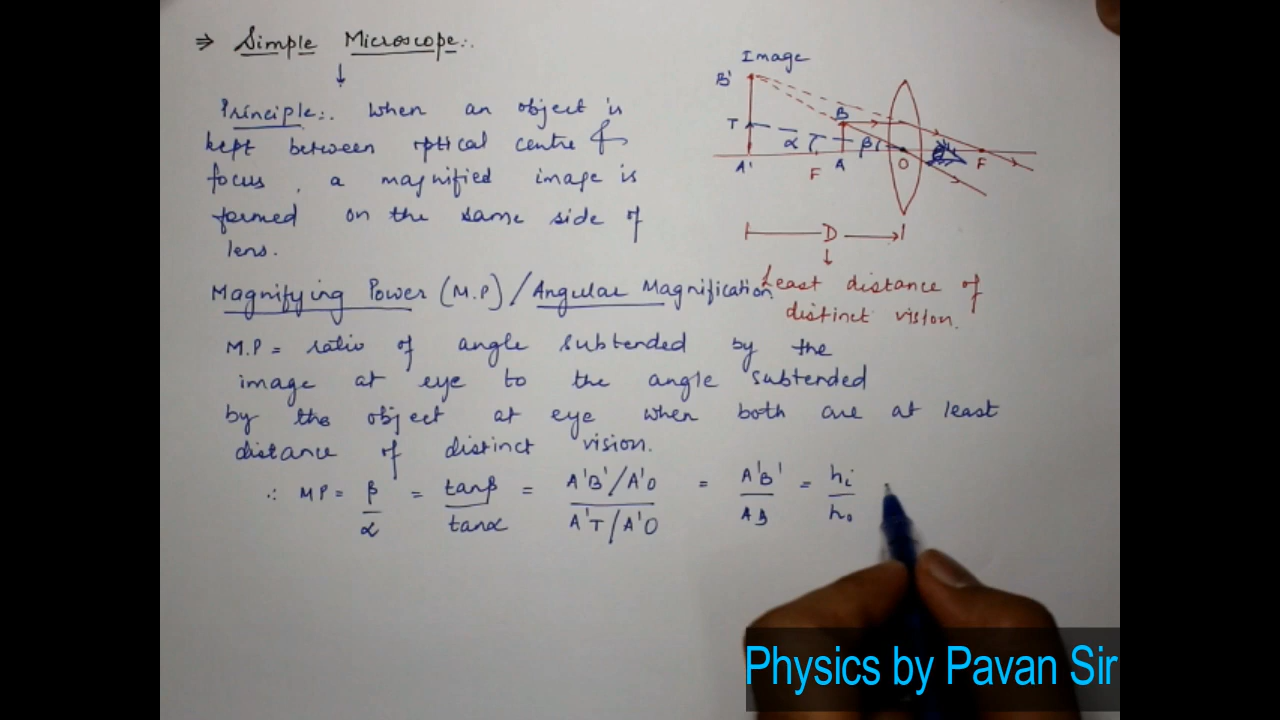 ⇒ Simple Microscope:.
↓
Principle:. When an object is
kept between optical centre &
focus, a magnified image is
formed on the same side of
lens.
Image
B'
T
A'
α
F
B
A
β
O
F
D
↓
Least distance of
distinct vision.
Magnifying Power (M.P) / Angular Magnification
M.P = ratio of angle subtended by the
image at eye to the angle subtended
by the object at eye when both are at least
distance of distinct vision.
∴ MP = β/α = tanβ/tanα = (A'B'/A'O)/(A'T/A'O) = A'B'/AB = hi/ho
Physics by Pavan Sir